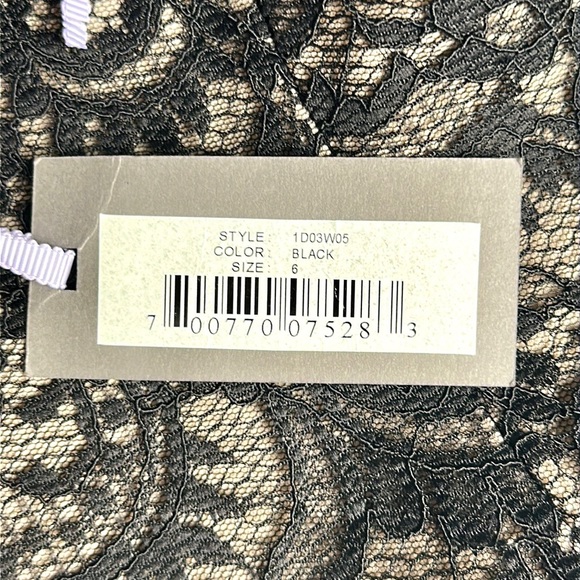 STYLE: 1D03W05
COLOR: BLACK
SIZE: 6
7 00770 07528 3